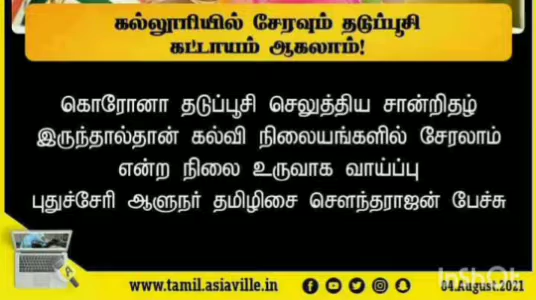 கல்லூரியில் சேரவும் தடுப்பூசி
கட்டாயம் ஆகலாம்!
கொரோனா தடுப்பூசி செலுத்திய சான்றிதழ்
இருந்தால்தான் கல்வி நிலையங்களில் சேரலாம்
என்ற நிலை உருவாக வாய்ப்பு
புதுச்சேரி ஆளுநர் தமிழிசை சௌந்தராஜன் பேச்சு
www.tamil.asiaville.in
InShOt
04.August.2021